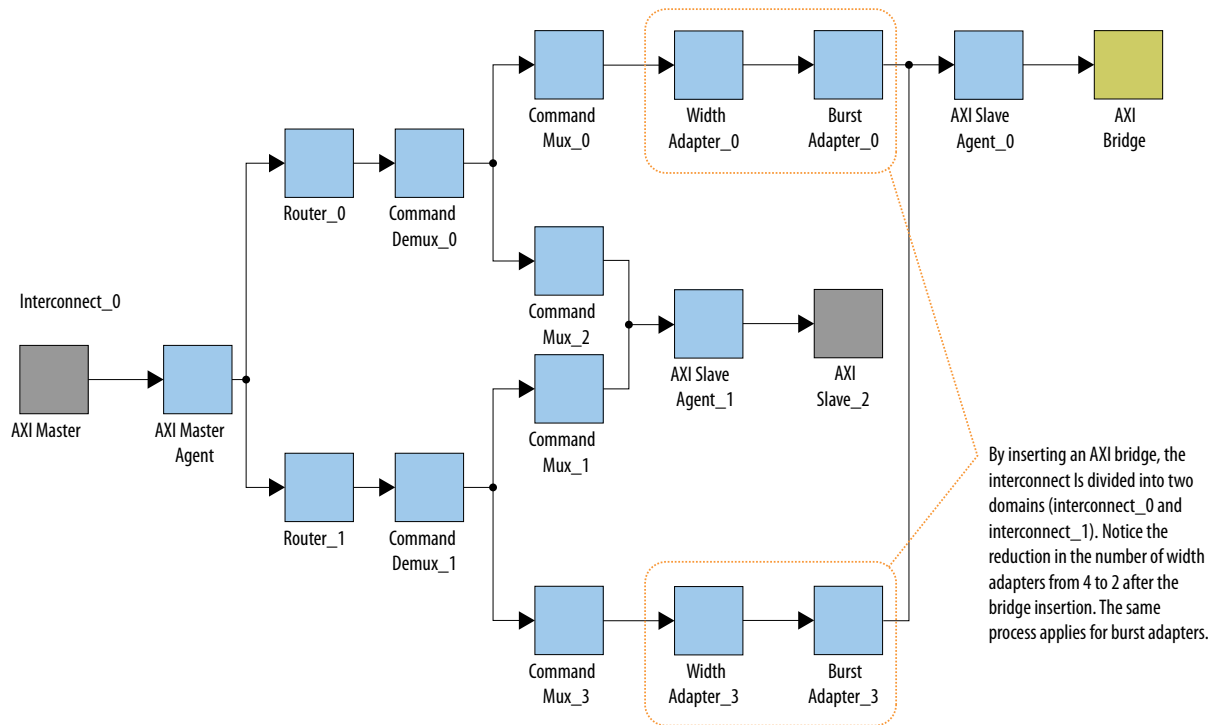 Command
Mux_0
Width
Adapter_0
Burst
Adapter_0
AXI Slave
Agent_0
AXI
Bridge
Router_0
Command
Demux_0
Interconnect_0
Command
Mux_2
AXI Master
AXI Master
Agent
AXI Slave
Agent_1
AXI
Slave_2
Command
Mux_1
Router_1
Command
Demux_1
By inserting an AXI bridge, the
interconnect Is divided into two
domains (interconnect_0 and
interconnect_1). Notice the
reduction in the number of width
adapters from 4 to 2 after the
bridge insertion. The same
process applies for burst adapters.
Command
Mux_3
Width
Adapter_3
Burst
Adapter_3